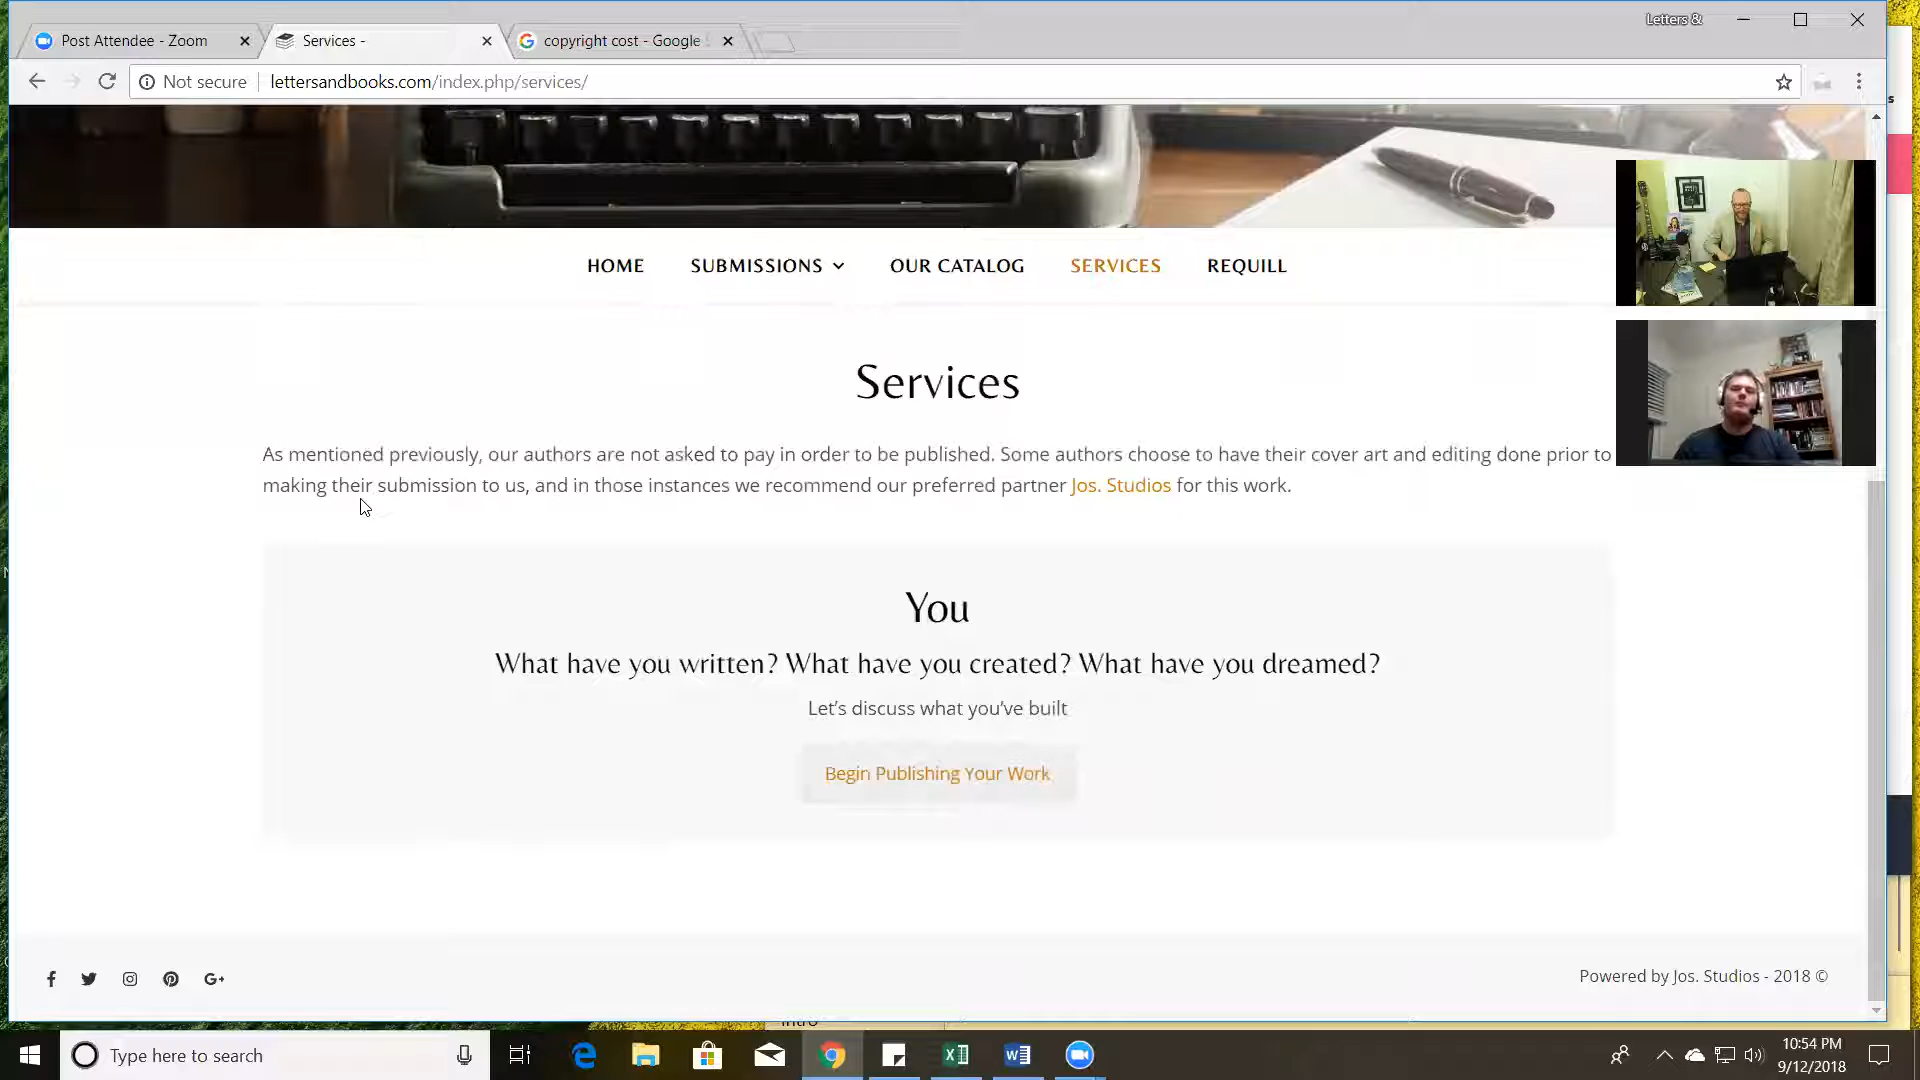 Letters &
Post Attendee - Zoom
Services -
copyright cost - Google
Not secure
lettersandbooks.com/index.php/services/
HOME
SUBMISSIONS
OUR CATALOG
SERVICES
REQUILL
Services
As mentioned previously, our authors are not asked to pay in order to be published. Some authors choose to have their cover art and editing done prior to
making their submission to us, and in those instances we recommend our preferred partner Jos. Studios for this work.
You
What have you written? What have you created? What have you dreamed?
Let's discuss what you've built
Begin Publishing Your Work
Powered by Jos. Studios - 2018 ©
Type here to search
10:54 PM
9/12/2018